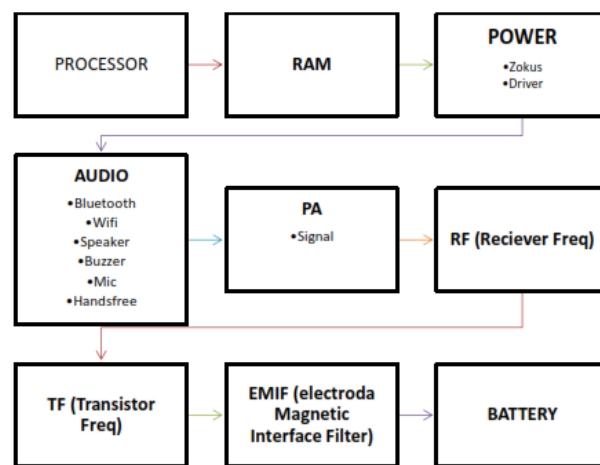 PROCESSOR
RAM
POWER
•Zokus
•Driver
AUDIO
•Bluetooth
•Wifi
•Speaker
•Buzzer
•Mic
•Handsfree
PA
•Signal
RF (Reciever Freq)
TF (Transistor
Freq)
EMIF (electroda
Magnetic
Interface Filter)
BATTERY